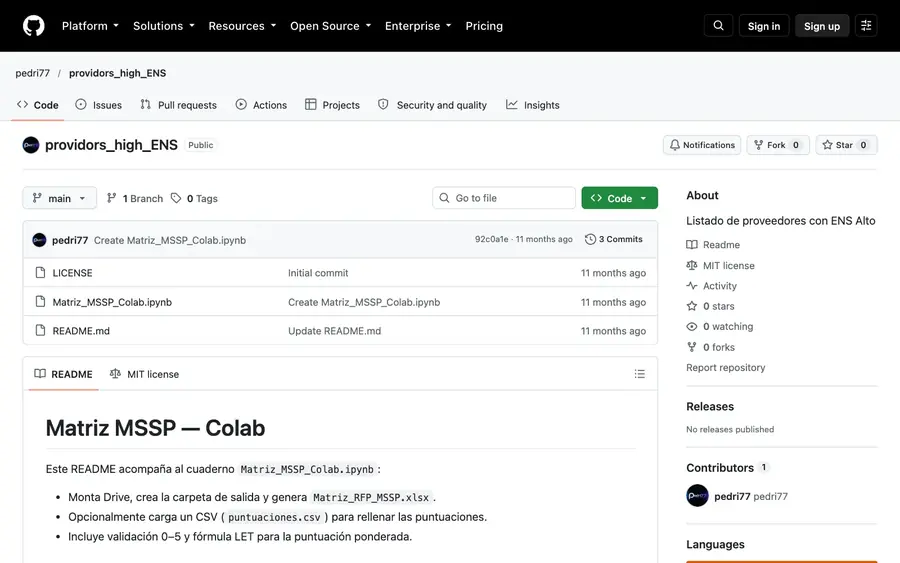 Platform Solutions Resources Open Source Enterprise Pricing Sign in Sign up
pedri77 / providors_high_ENS
Code Issues Pull requests Actions Projects Security and quality Insights
providors_high_ENS Public Notifications Fork 0 Star 0
main 1 Branch 0 Tags Go to file Code
pedri77 Create Matriz_MSSP_Colab.ipynb 92c0a1e · 11 months ago 3 Commits
LICENSE Initial commit 11 months ago
Matriz_MSSP_Colab.ipynb Create Matriz_MSSP_Colab.ipynb 11 months ago
README.md Update README.md 11 months ago
README MIT license
Matriz MSSP — Colab
Este README acompaña al cuaderno Matriz_MSSP_Colab.ipynb :
• Monta Drive, crea la carpeta de salida y genera Matriz_RFP_MSSP.xlsx .
• Opcionalmente carga un CSV ( puntuaciones.csv ) para rellenar las puntuaciones.
• Incluye validación 0–5 y fórmula LET para la puntuación ponderada.
About
Listado de proveedores con ENS Alto
Readme
MIT license
Activity
0 stars
0 watching
0 forks
Report repository
Releases
No releases published
Contributors 1
pedri77 pedri77
Languages